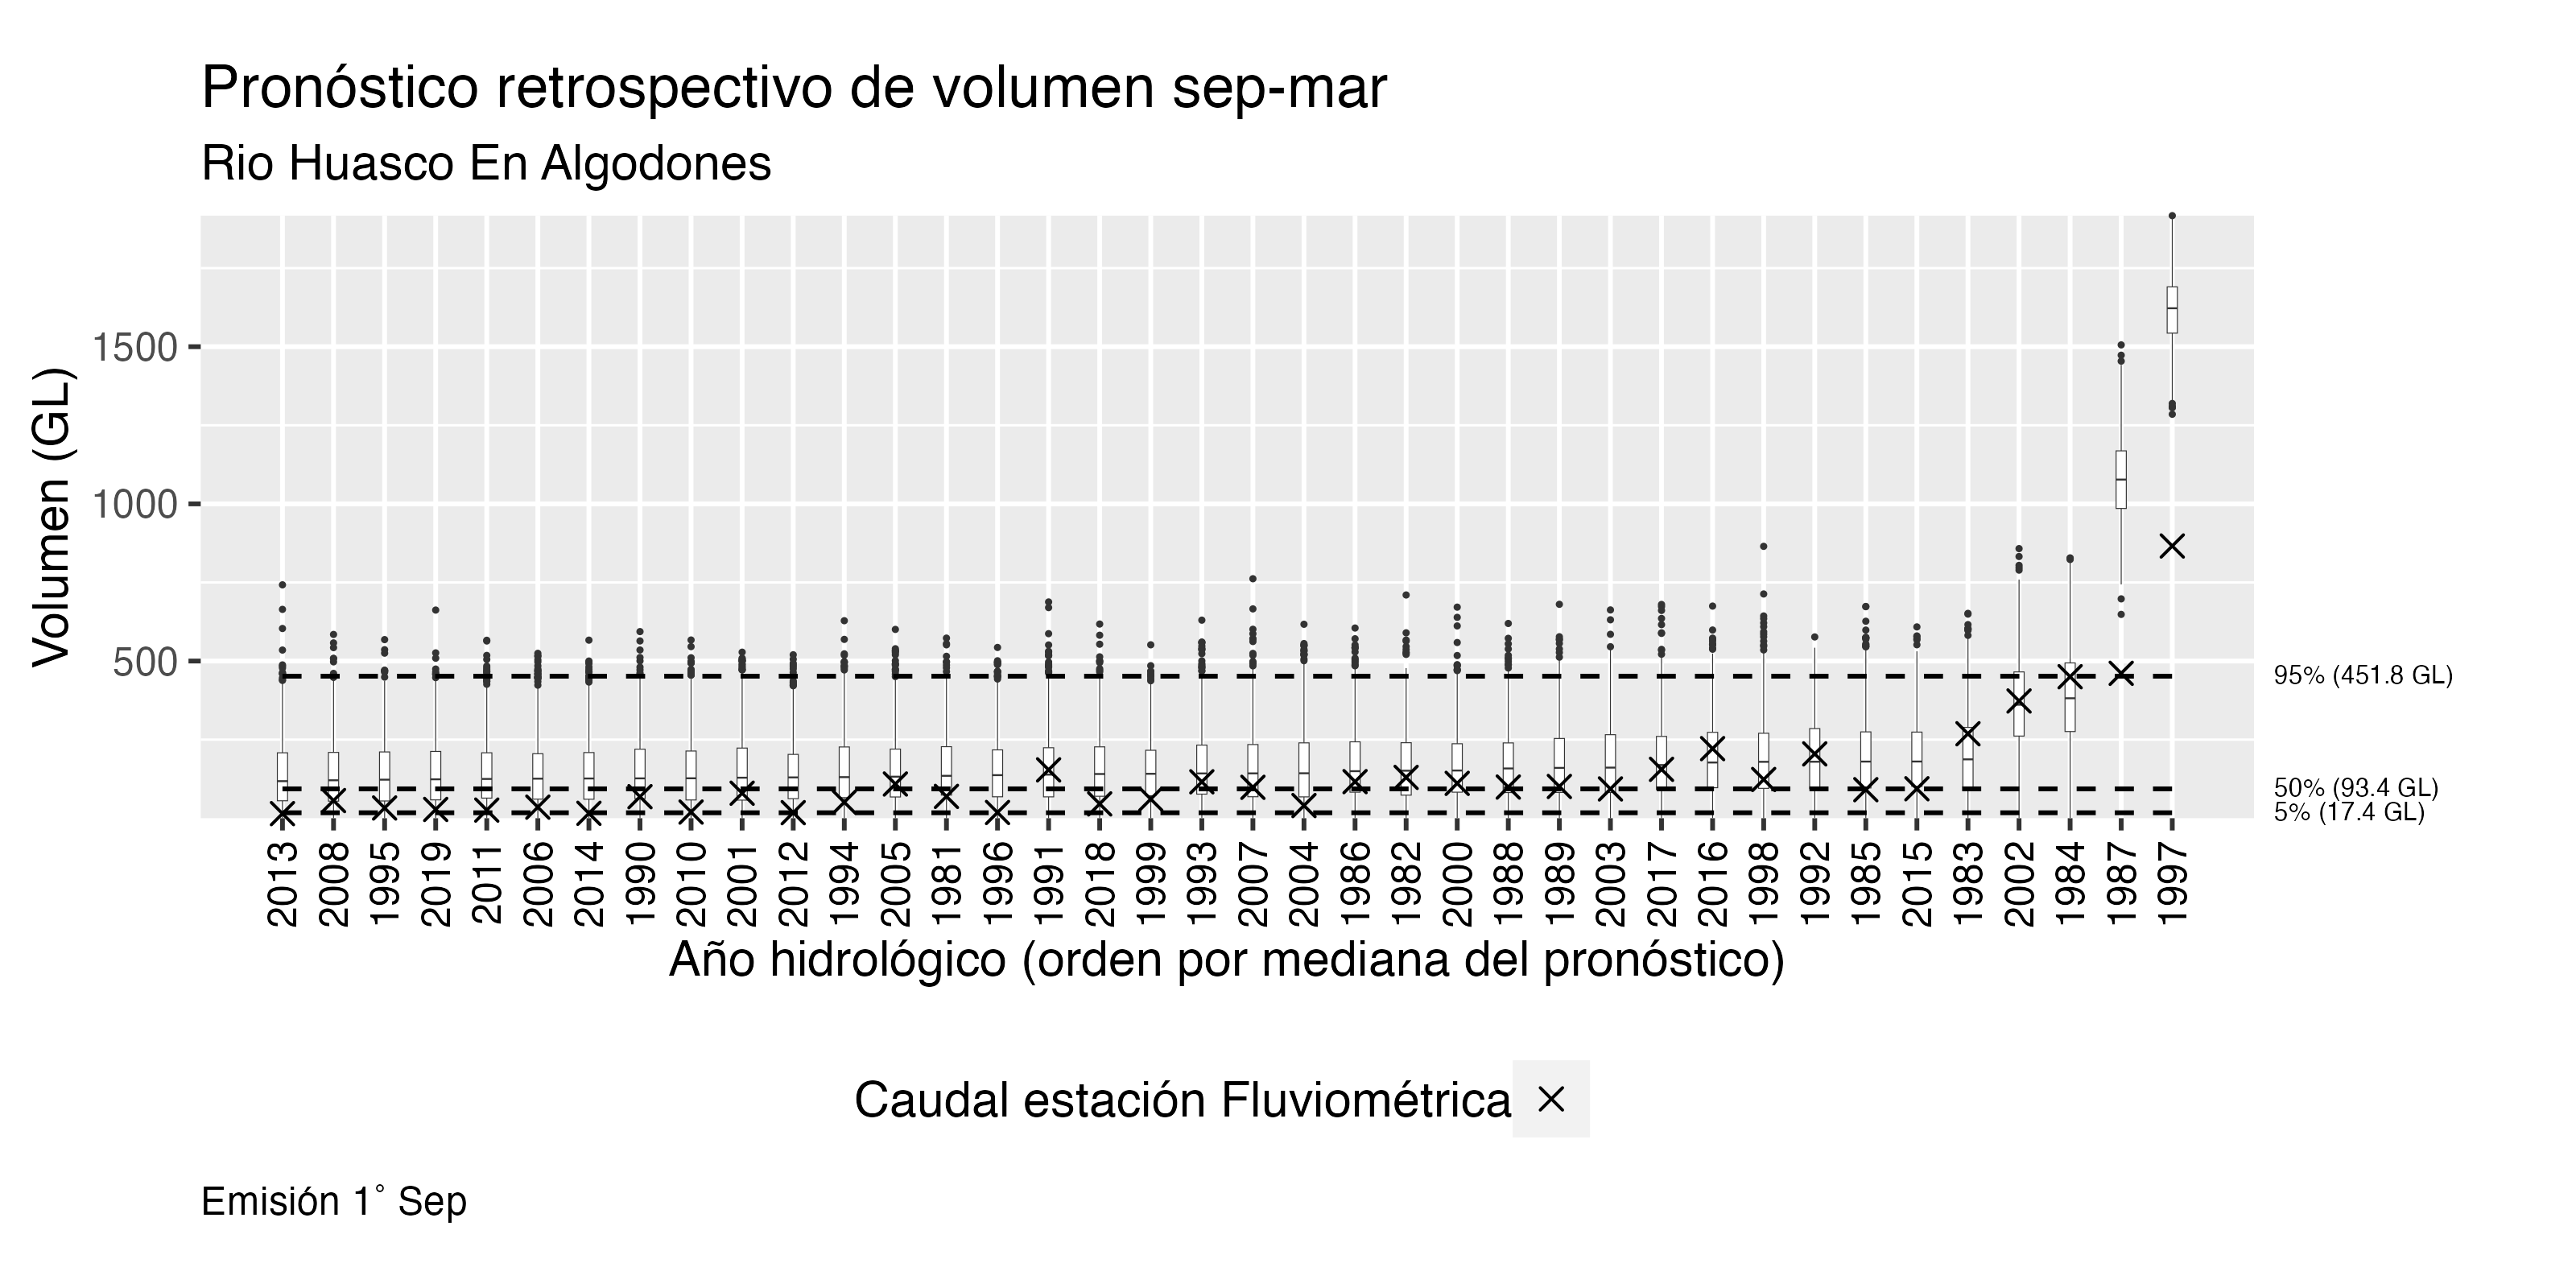 Pronóstico retrospectivo de volumen sep-mar
Rio Huasco En Algodones
Volumen (GL)
1500
1000
500
95% (451.8 GL)
50% (93.4 GL)
5% (17.4 GL)
2013 2008 1995 2019 2011 2006 2014 1990 2010 2001 2012 1994 2005 1981 1996 1991 2018 1999 1993 2007 2004 1986 1982 2000 1988 1989 2003 2017 2016 1998 1992 1985 2015 1983 2002 1984 1987 1997
Año hidrológico (orden por mediana del pronóstico)
Caudal estación Fluviométrica
Emisión 1° Sep